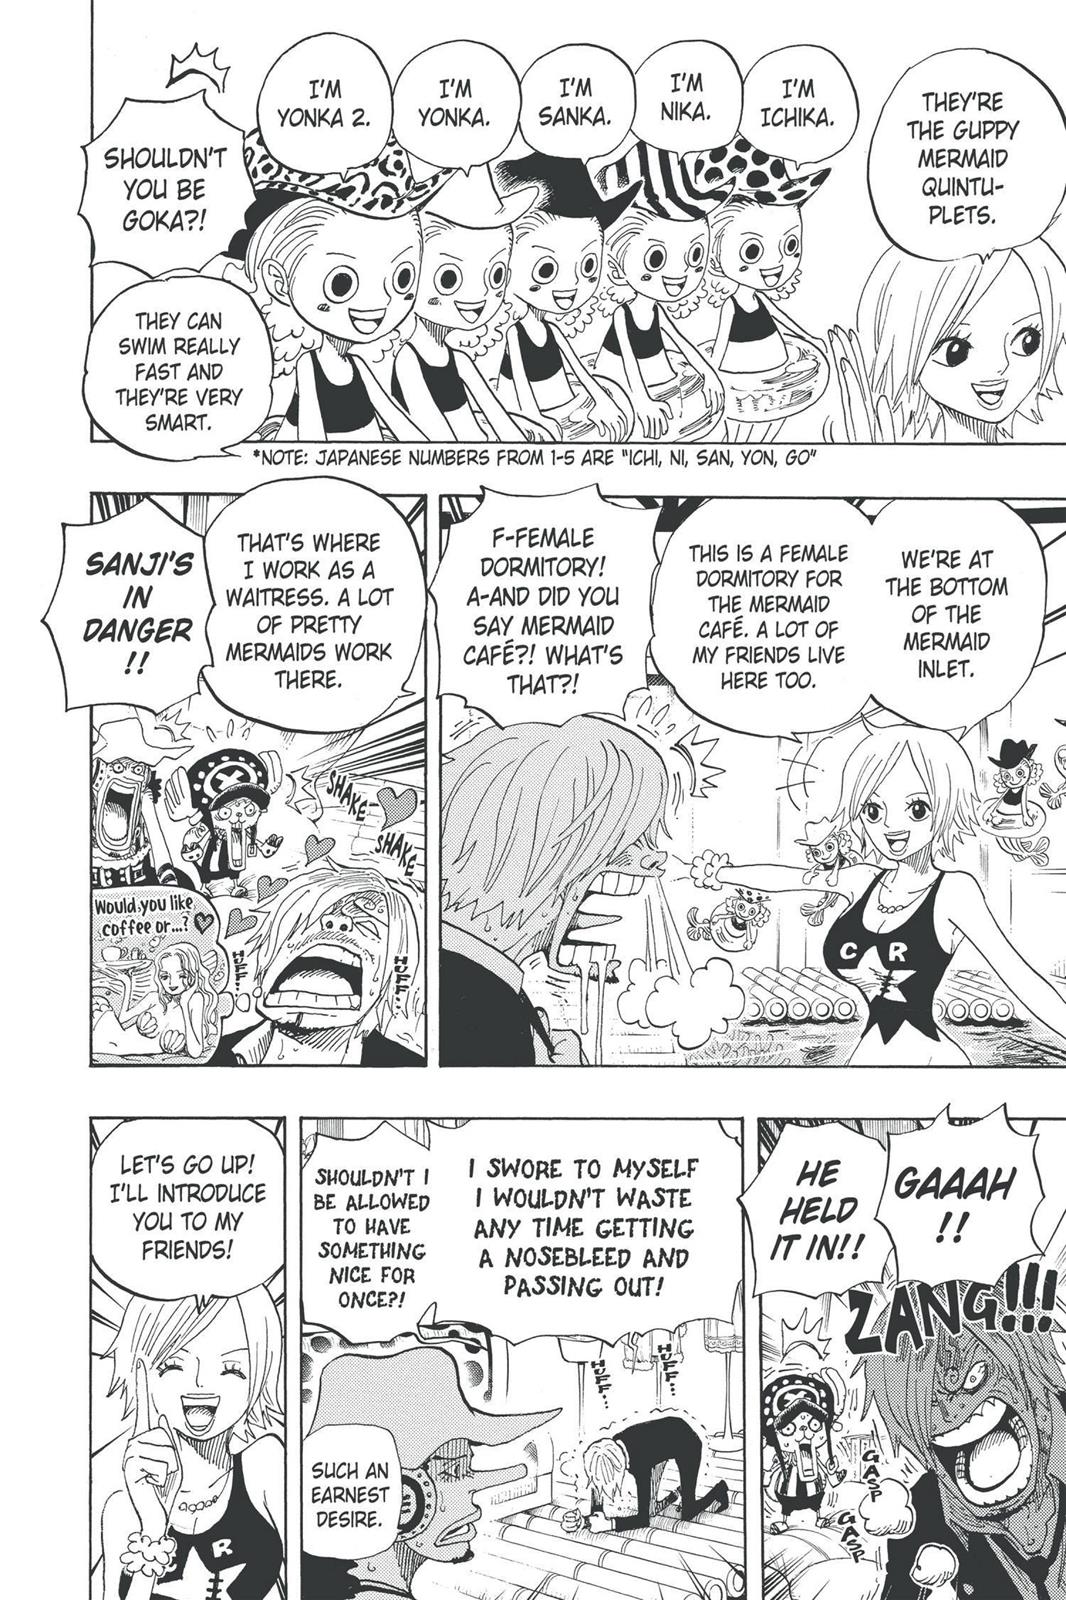 THEY'RE
THE GUPPY
MERMAID
QUINTU-
PLETS.
I'M
ICHIKA.
I'M
NIKA.
I'M
SANKA.
I'M
YONKA.
I'M
YONKA 2.
SHOULDN'T
YOU BE
GOKA?!
THEY CAN
SWIM REALLY
FAST AND
THEY'RE VERY
SMART.
*NOTE: JAPANESE NUMBERS FROM 1-5 ARE "ICHI, NI, SAN, YON, GO"
WE'RE AT
THE BOTTOM
OF THE
MERMAID
INLET.
THIS IS A FEMALE
DORMITORY FOR
THE MERMAID
CAFÉ. A LOT OF
MY FRIENDS LIVE
HERE TOO.
F-FEMALE
DORMITORY!
A-AND DID YOU
SAY MERMAID
CAFÉ?! WHAT'S
THAT?!
C R
THAT'S WHERE
I WORK AS A
WAITRESS. A LOT
OF PRETTY
MERMAIDS WORK
THERE.
SANJI'S
IN
DANGER
!!
SHAKE
SHAKE
Would you like
coffee or...?
HUFF...
HUFF...
GAAAH
!!
HE
HELD
IT IN!!
ZANG!!!
GASP
GASP
I SWORE TO MYSELF
I WOULDN'T WASTE
ANY TIME GETTING
A NOSEBLEED AND
PASSING OUT!
SHOULDN'T I
BE ALLOWED
TO HAVE
SOMETHING
NICE FOR
ONCE?!
HUFF...
HUFF...
SUCH AN
EARNEST
DESIRE.
LET'S GO UP!
I'LL INTRODUCE
YOU TO MY
FRIENDS!
R